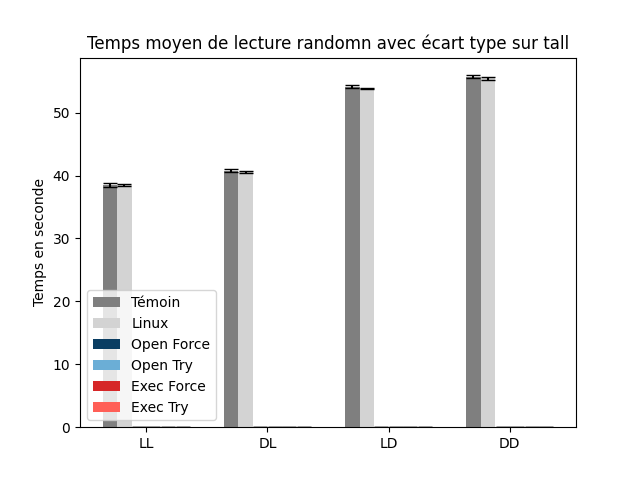 Temps moyen de lecture randomn avec écart type sur tall
Temps en seconde
50
40
30
20
10
0
Témoin
Linux
Open Force
Open Try
Exec Force
Exec Try
LL
DL
LD
DD